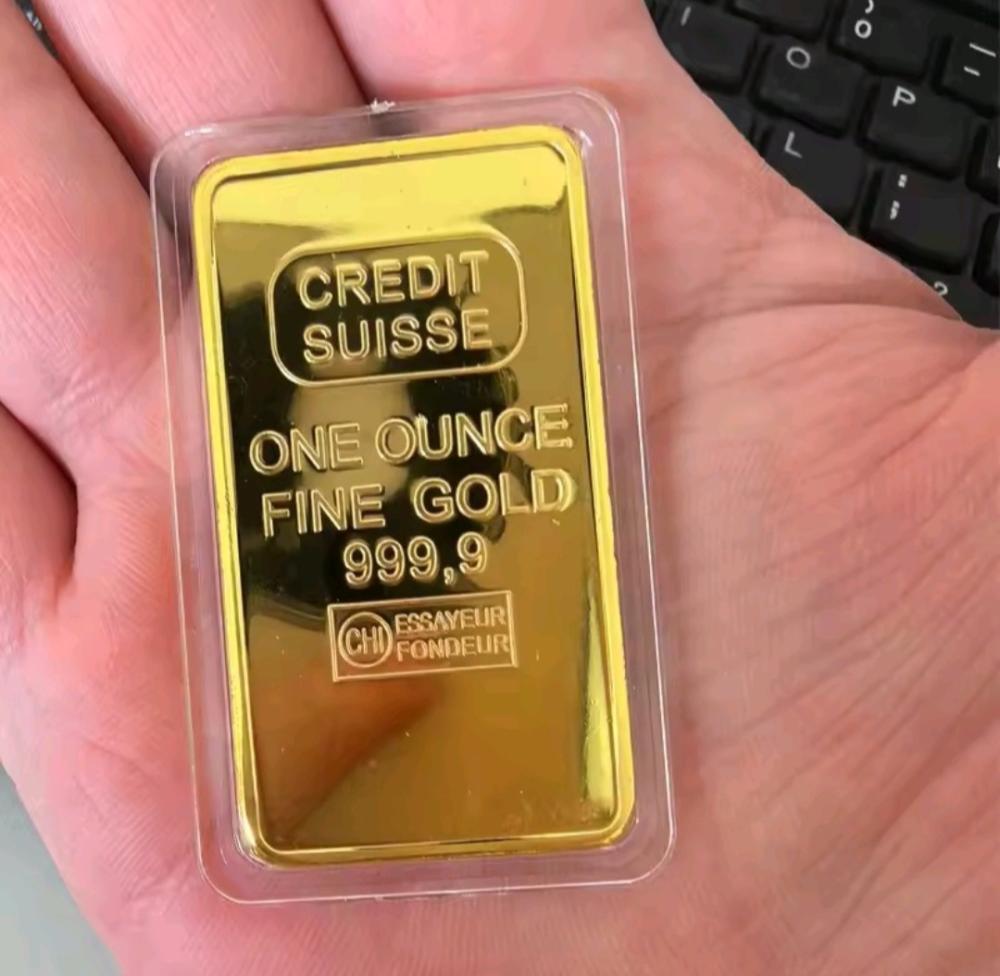 CREDIT
SUISSE
ONE OUNCE
FINE GOLD
999,9
CHI ESSAYEUR
FONDEUR
O
P
L